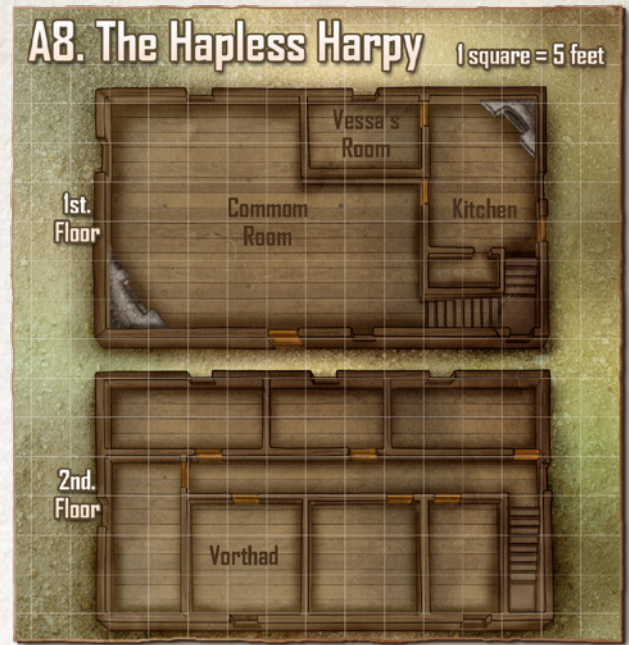 A8. The Hapless Harpy
1 square = 5 feet
Vessa's
Room
1st.
Floor
Commom
Room
Kitchen
2nd.
Floor
Vorthad